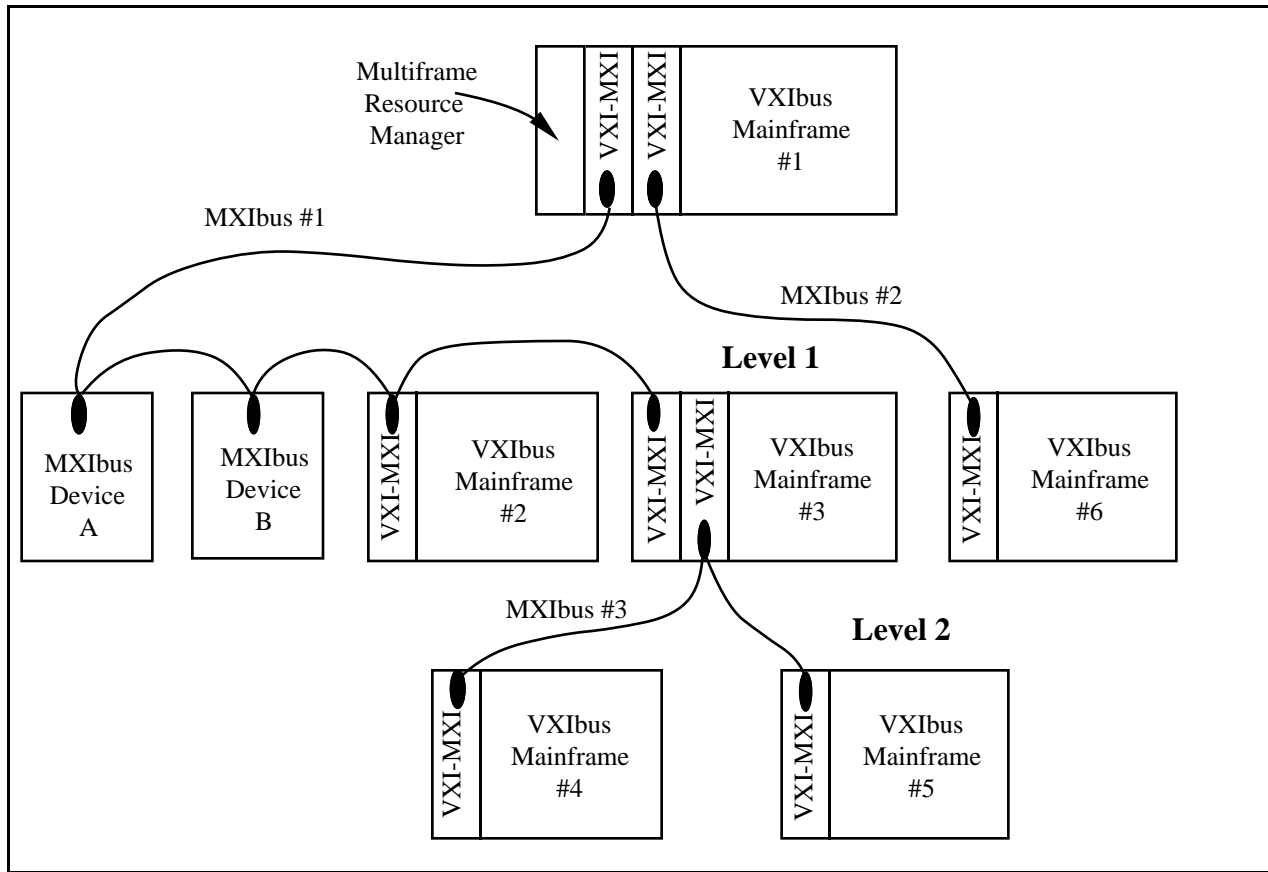 Multiframe
Resource
Manager
VXI-MXI
VXI-MXI
VXIbus
Mainframe
#1
MXIbus #1
MXIbus #2
Level 1
MXIbus
Device
A
MXIbus
Device
B
VXI-MXI
VXIbus
Mainframe
#2
VXI-MXI
VXI-MXI
VXIbus
Mainframe
#3
VXI-MXI
VXIbus
Mainframe
#6
MXIbus #3
Level 2
VXI-MXI
VXIbus
Mainframe
#4
VXI-MXI
VXIbus
Mainframe
#5